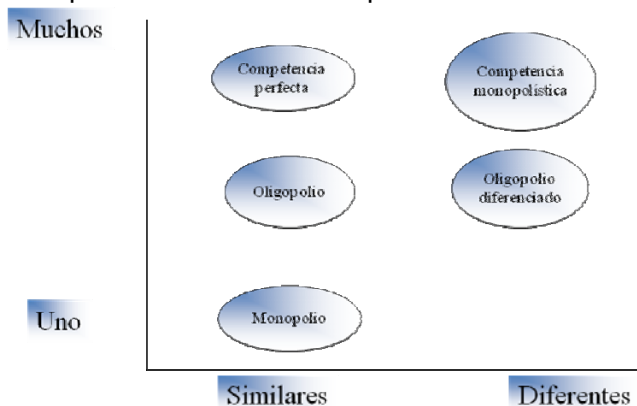 Muchos
Competencia
perfecta
Competencia
monopolística
Oligopolio
Oligopolio
diferenciado
Uno
Monopolio
Similares
Diferentes